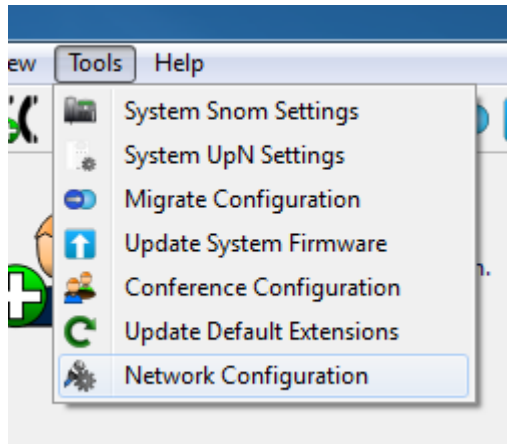 ew Tools Help
System Snom Settings
System UpN Settings
Migrate Configuration
Update System Firmware
n.
Conference Configuration
Update Default Extensions
Network Configuration